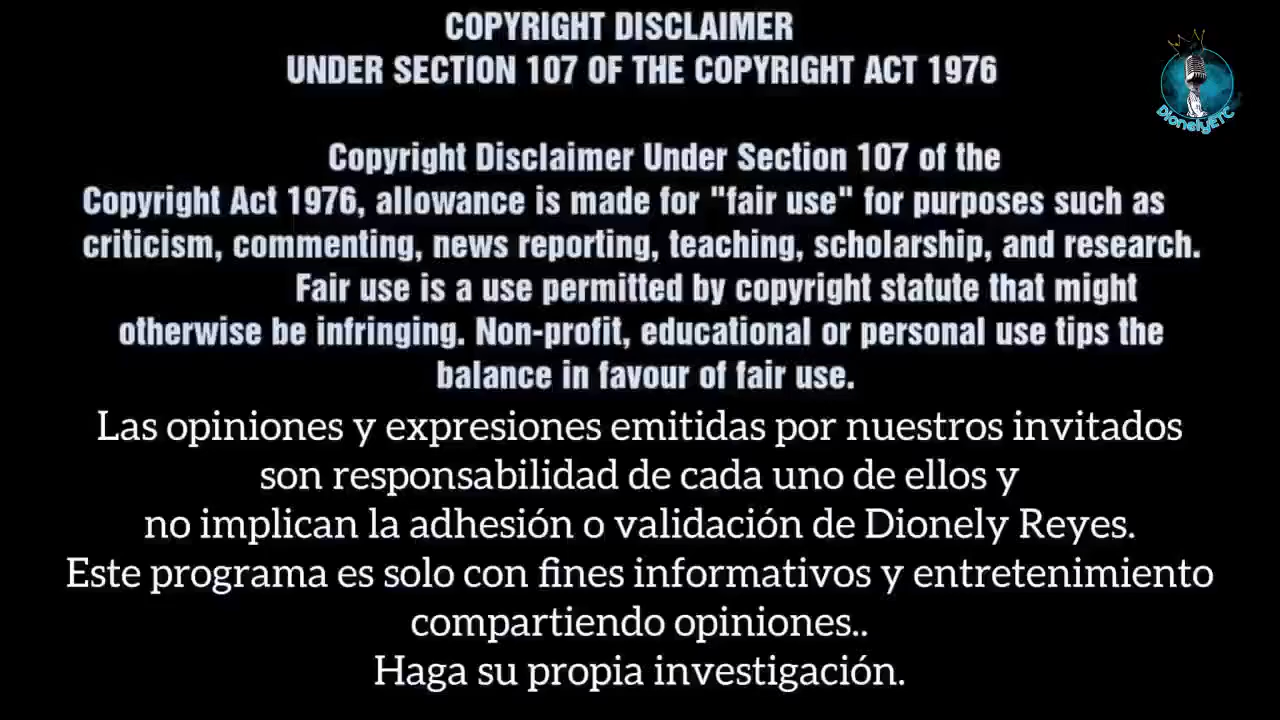 COPYRIGHT DISCLAIMER
UNDER SECTION 107 OF THE COPYRIGHT ACT 1976
DionelyETC
Copyright Disclaimer Under Section 107 of the
Copyright Act 1976, allowance is made for "fair use" for purposes such as
criticism, commenting, news reporting, teaching, scholarship, and research.
Fair use is a use permitted by copyright statute that might
otherwise be infringing. Non-profit, educational or personal use tips the
balance in favour of fair use.
Las opiniones y expresiones emitidas por nuestros invitados
son responsabilidad de cada uno de ellos y
no implican la adhesión o validación de Dionely Reyes.
Este programa es solo con fines informativos y entretenimiento
compartiendo opiniones..
Haga su propia investigación.